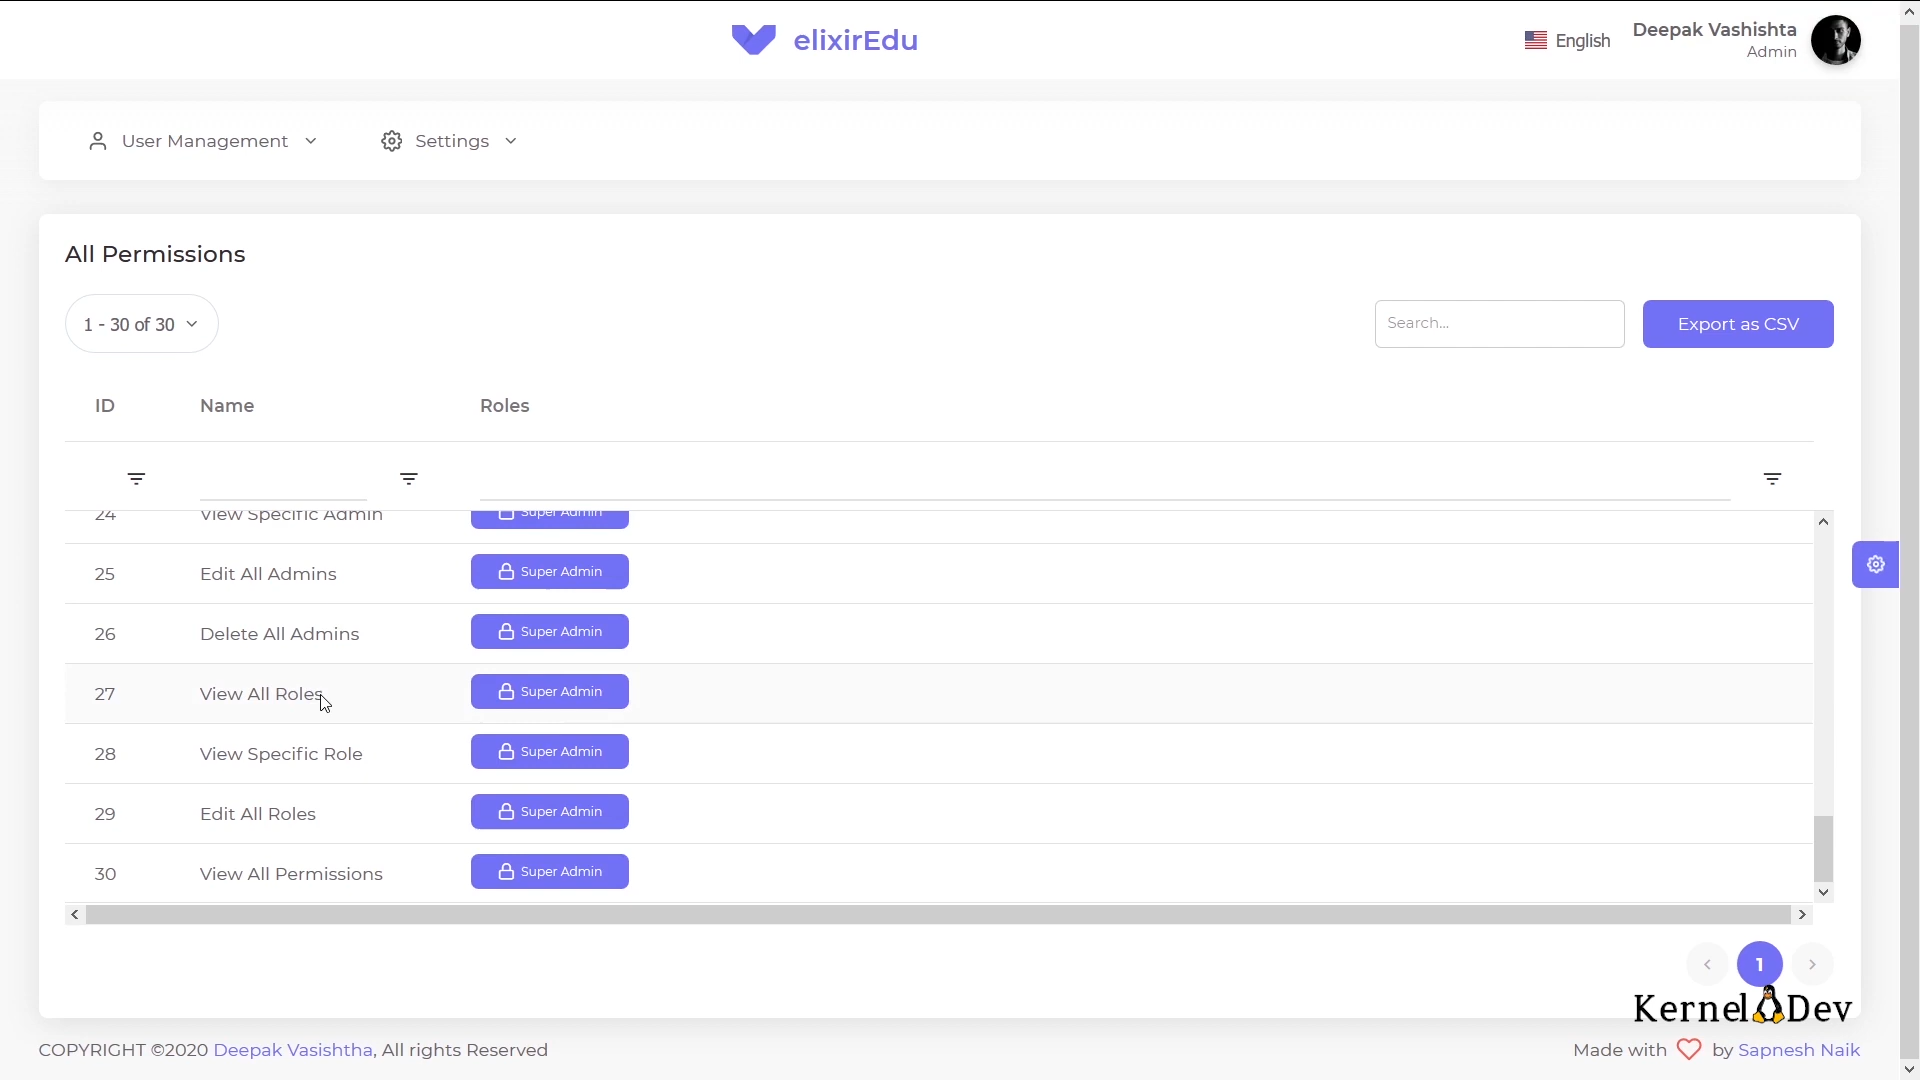 elixirEdu
English
Deepak Vashishta
Admin
User Management
Settings
All Permissions
1 - 30 of 30
Search...
Export as CSV
ID Name Roles
24 View Specific Admin Super Admin
25 Edit All Admins Super Admin
26 Delete All Admins Super Admin
27 View All Roles Super Admin
28 View Specific Role Super Admin
29 Edit All Roles Super Admin
30 View All Permissions Super Admin
1
Kernel Dev
COPYRIGHT ©2020 Deepak Vasishtha, All rights Reserved
Made with by Sapnesh Naik